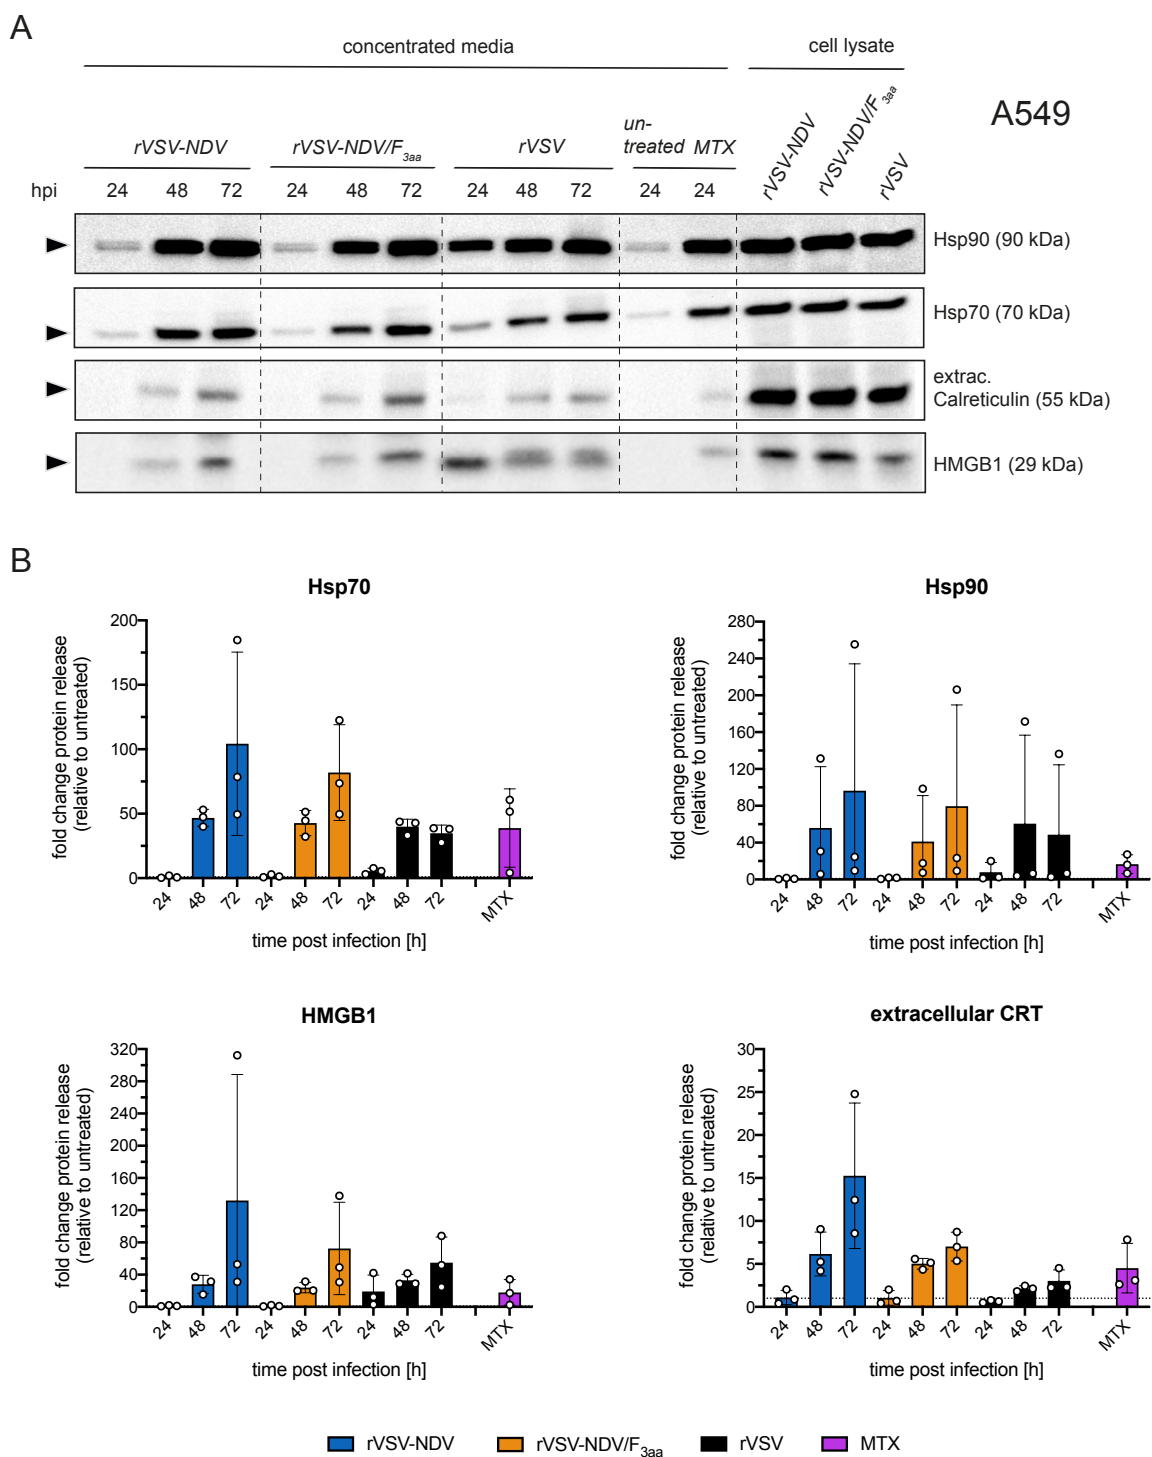 A
concentrated media
cell lysate
A549
rVSV-NDV
rVSV-NDV/F3aa
rVSV
un-
treated MTX
rVSV-NDV
rVSV-NDV/F3aa
rVSV
hpi 24 48 72 24 48 72 24 48 72 24 24
Hsp90 (90 kDa)
Hsp70 (70 kDa)
extrac.
Calreticulin (55 kDa)
HMGB1 (29 kDa)
B
Hsp70
fold change protein release
(relative to untreated)
200
150
100
50
0
24 48 72 24 48 72 24 48 72 MTX
time post infection [h]
Hsp90
fold change protein release
(relative to untreated)
280
240
200
160
120
80
40
0
24 48 72 24 48 72 24 48 72 MTX
time post infection [h]
HMGB1
fold change protein release
(relative to untreated)
320
280
240
200
160
120
80
40
0
24 48 72 24 48 72 24 48 72 MTX
time post infection [h]
extracellular CRT
fold change protein release
(relative to untreated)
30
25
20
15
10
5
0
24 48 72 24 48 72 24 48 72 MTX
time post infection [h]
rVSV-NDV rVSV-NDV/F3aa rVSV MTX